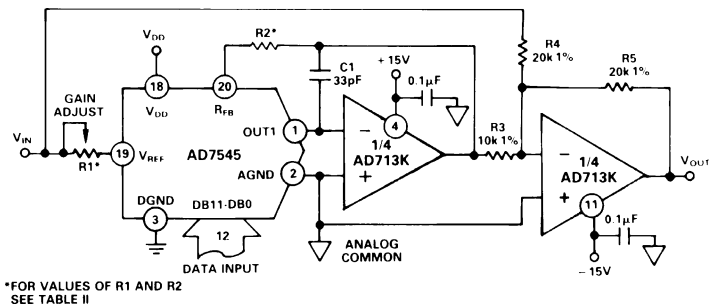 R2*
V_DD
C1
33pF
+ 15V
0.1µF
R4
20k 1%
R5
20k 1%
GAIN
ADJUST
18
V_DD
20
R_FB
V_IN
R1*
19
V_REF
AD7545
OUT1
1
AGND
2
−
+
4
1/4
AD713K
R3
10k 1%
−
+
1/4
AD713K
11
V_OUT
DGND
3
DB11-DB0
12
DATA INPUT
ANALOG
COMMON
0.1µF
− 15V
*FOR VALUES OF R1 AND R2
SEE TABLE II